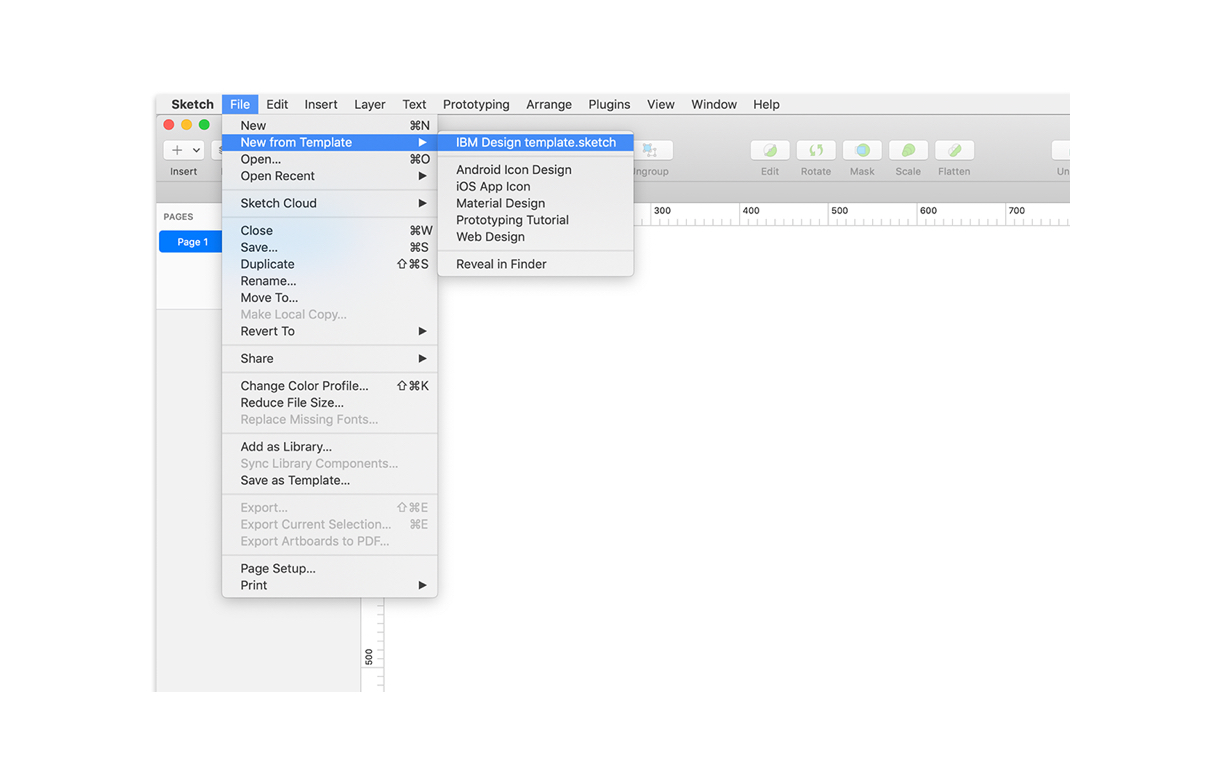 Sketch File Edit Insert Layer Text Prototyping Arrange Plugins View Window Help
New ⌘N
New from Template ▶
Open... ⌘O
Open Recent ▶
Sketch Cloud ▶
Close ⌘W
Save... ⌘S
Duplicate ⇧⌘S
Rename...
Move To...
Make Local Copy...
Revert To ▶
Share ▶
Change Color Profile... ⇧⌘K
Reduce File Size...
Replace Missing Fonts...
Add as Library...
Sync Library Components...
Save as Template...
Export... ⇧⌘E
Export Current Selection... ⌘E
Export Artboards to PDF...
Page Setup...
Print ▶
IBM Design template.sketch
Android Icon Design
iOS App Icon
Material Design
Prototyping Tutorial
Web Design
Reveal in Finder
Insert
Edit Rotate Mask Scale Flatten
PAGES
Page 1
300 400 500 600 700
500